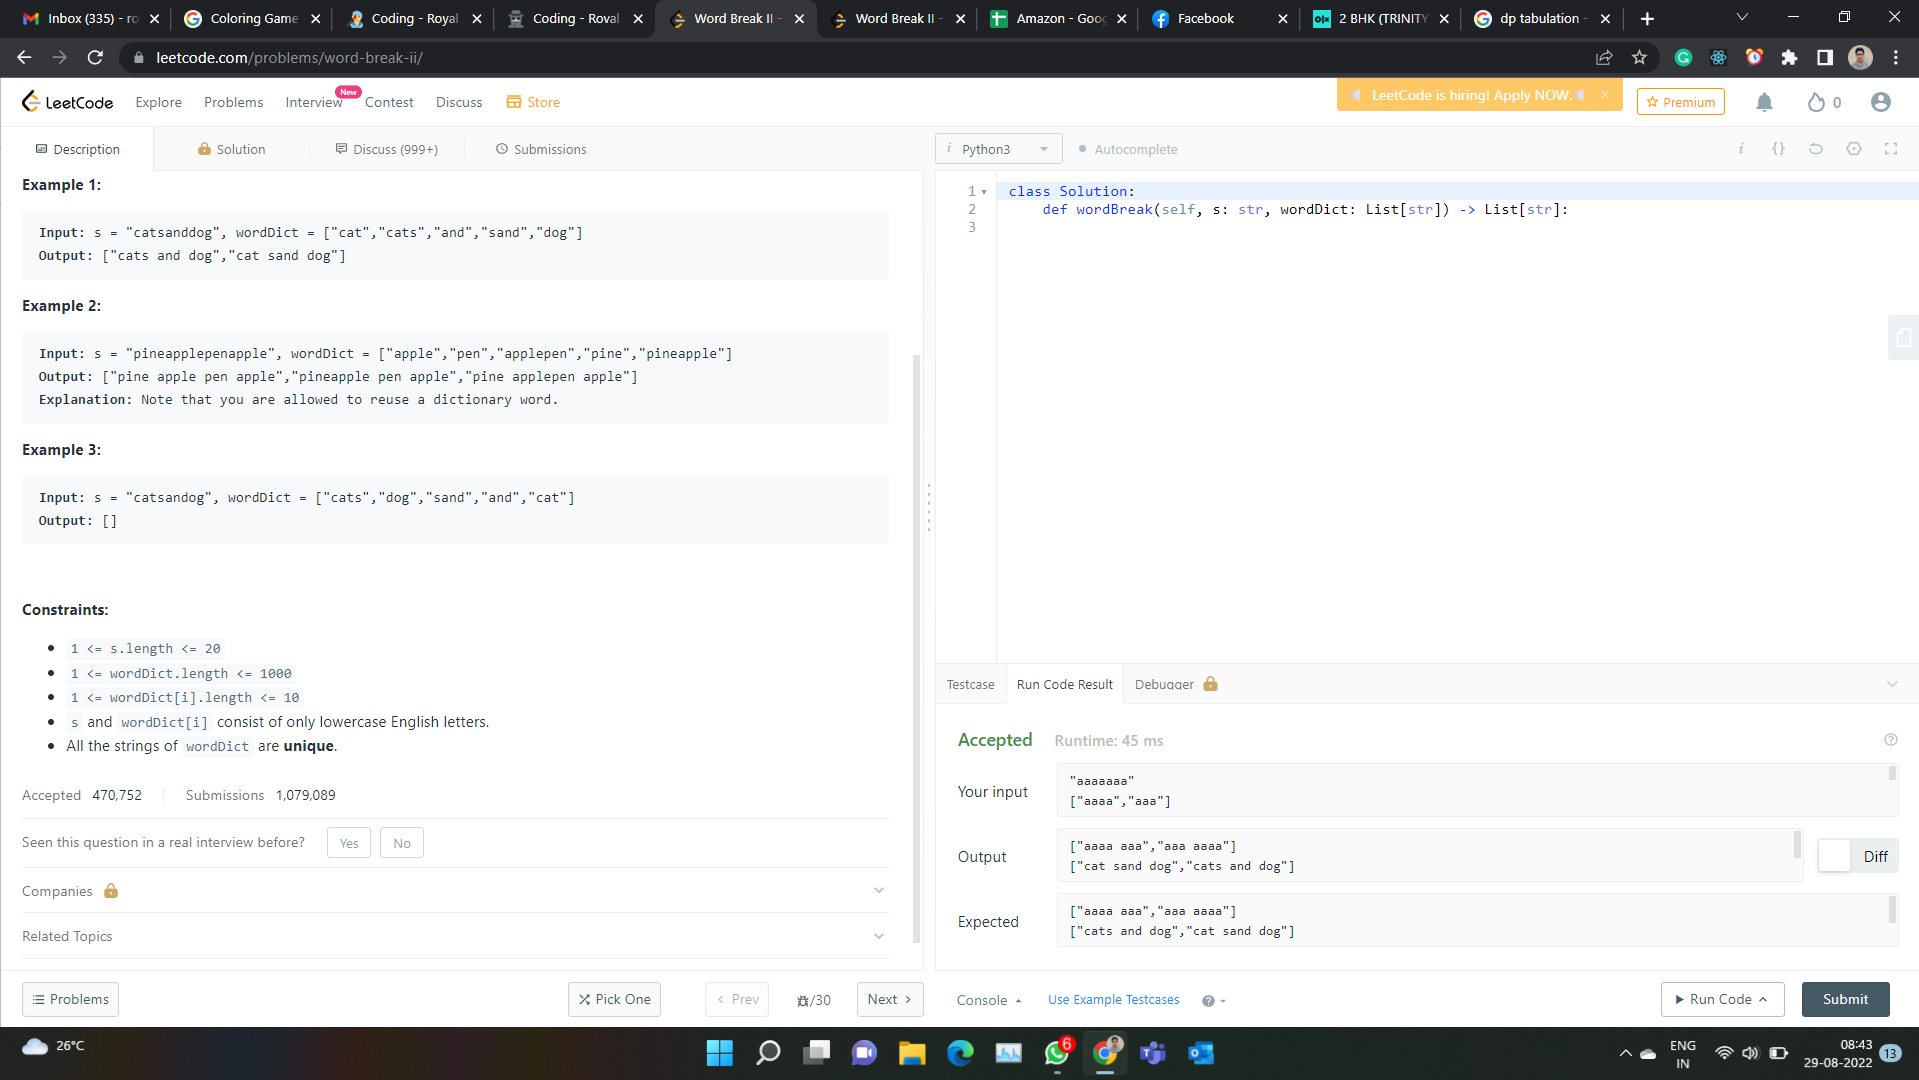 Inbox (335) - ro
Coloring Game
Coding - Royal
Coding - Royal
Word Break II -
Word Break II -
Amazon - Goog
Facebook
2 BHK (TRINITY
dp tabulation -
leetcode.com/problems/word-break-ii/
LeetCode
Explore
Problems
Interview
New
Contest
Discuss
Store
LeetCode is hiring! Apply NOW.
Premium
0
Description
Solution
Discuss (999+)
Submissions
i Python3
Autocomplete
i {}
Example 1:
Input: s = "catsanddog", wordDict = ["cat","cats","and","sand","dog"]
Output: ["cats and dog","cat sand dog"]
Example 2:
Input: s = "pineapplepenapple", wordDict = ["apple","pen","applepen","pine","pineapple"]
Output: ["pine apple pen apple","pineapple pen apple","pine applepen apple"]
Explanation: Note that you are allowed to reuse a dictionary word.
Example 3:
Input: s = "catsandog", wordDict = ["cats","dog","sand","and","cat"]
Output: []
Constraints:
1 <= s.length <= 20
1 <= wordDict.length <= 1000
1 <= wordDict[i].length <= 10
s and wordDict[i] consist of only lowercase English letters.
All the strings of wordDict are unique.
Accepted 470,752 Submissions 1,079,089
Seen this question in a real interview before? Yes No
Companies
Related Topics
Problems
Pick One
< Prev
/30
Next >
1 class Solution:
2     def wordBreak(self, s: str, wordDict: List[str]) -> List[str]:
3
Testcase
Run Code Result
Debugger
Accepted Runtime: 45 ms
Your input
"aaaaaaa"
["aaaa","aaa"]
Output
["aaaa aaa","aaa aaaa"]
["cat sand dog","cats and dog"]
Diff
Expected
["aaaa aaa","aaa aaaa"]
["cats and dog","cat sand dog"]
Console
Use Example Testcases
Run Code
Submit
26°C
6
ENG
IN
08:43
29-08-2022
13